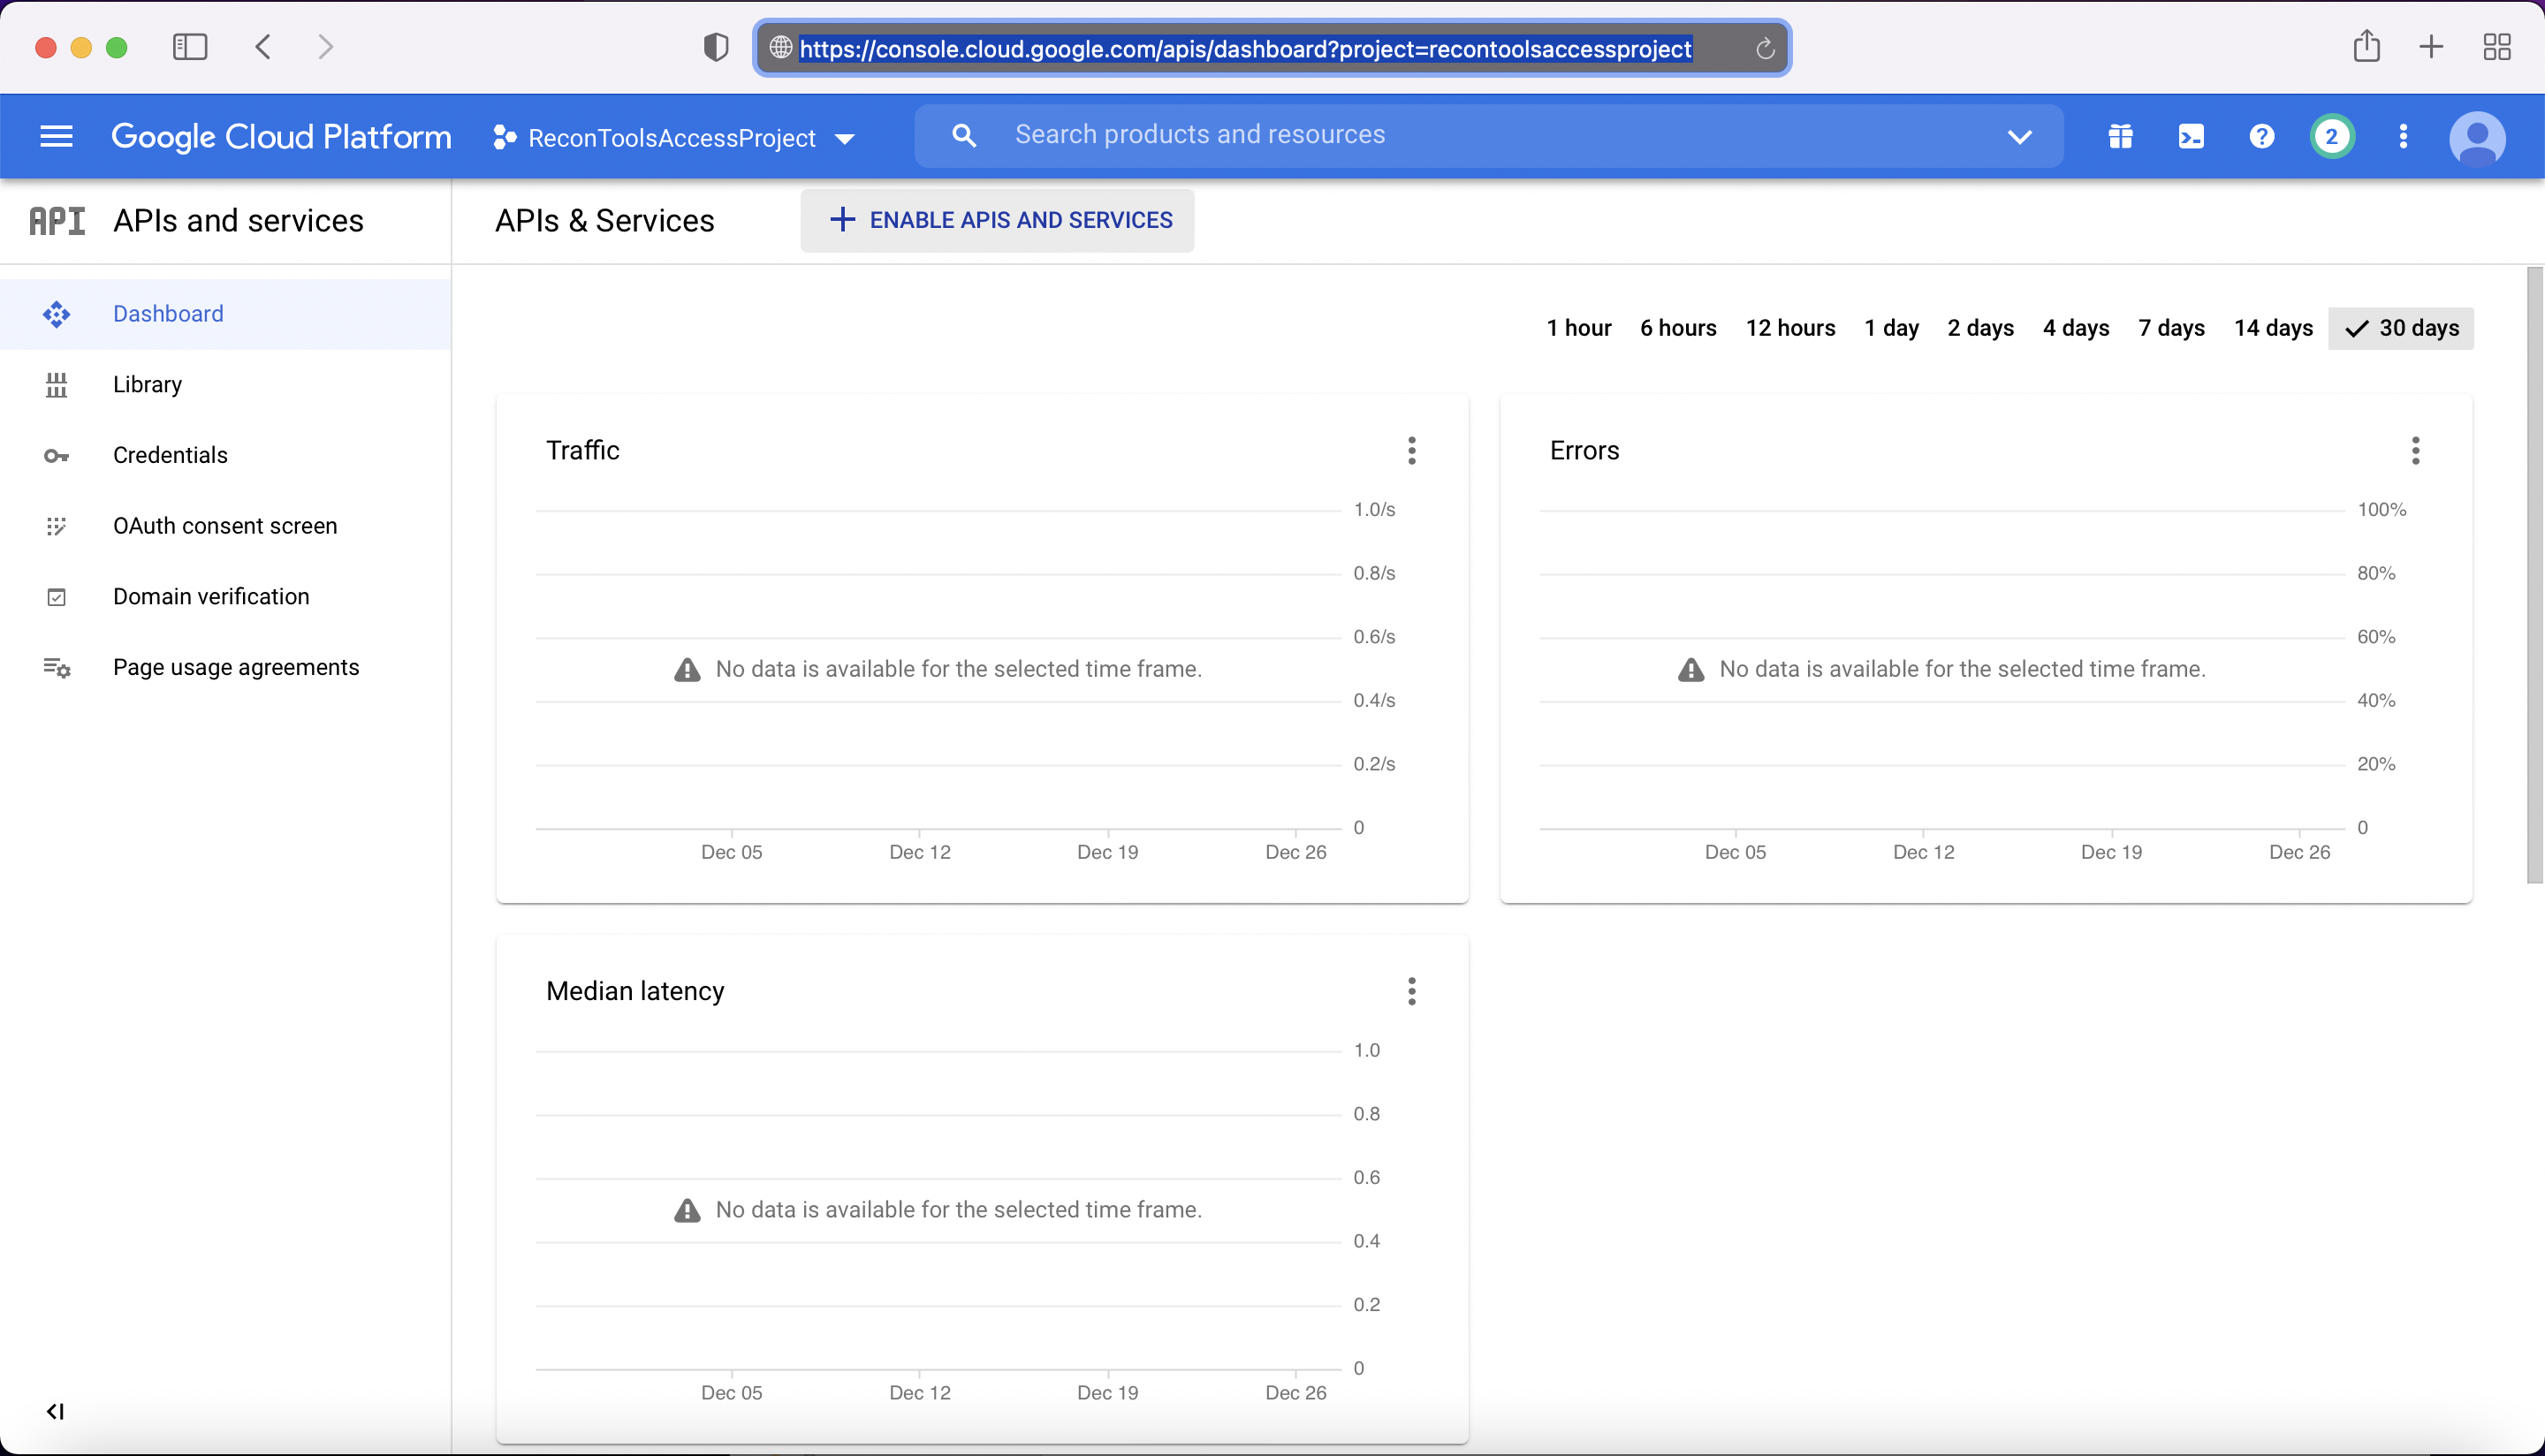 https://console.cloud.google.com/apis/dashboard?project=recontoolsaccessproject
Google Cloud Platform
ReconToolsAccessProject
Search products and resources
2
API APIs and services
APIs & Services
ENABLE APIS AND SERVICES
Dashboard
Library
Credentials
OAuth consent screen
Domain verification
Page usage agreements
1 hour 6 hours 12 hours 1 day 2 days 4 days 7 days 14 days 30 days
Traffic
1.0/s
0.8/s
0.6/s
No data is available for the selected time frame.
0.4/s
0.2/s
0
Dec 05 Dec 12 Dec 19 Dec 26
Errors
100%
80%
60%
No data is available for the selected time frame.
40%
20%
0
Dec 05 Dec 12 Dec 19 Dec 26
Median latency
1.0
0.8
0.6
No data is available for the selected time frame.
0.4
0.2
0
Dec 05 Dec 12 Dec 19 Dec 26